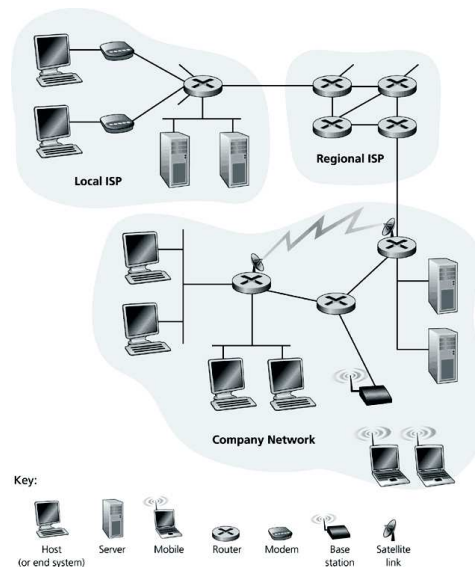 Local ISP
Regional ISP
Company Network
Key:
Host
(or end system)
Server
Mobile
Router
Modem
Base
station
Satellite
link